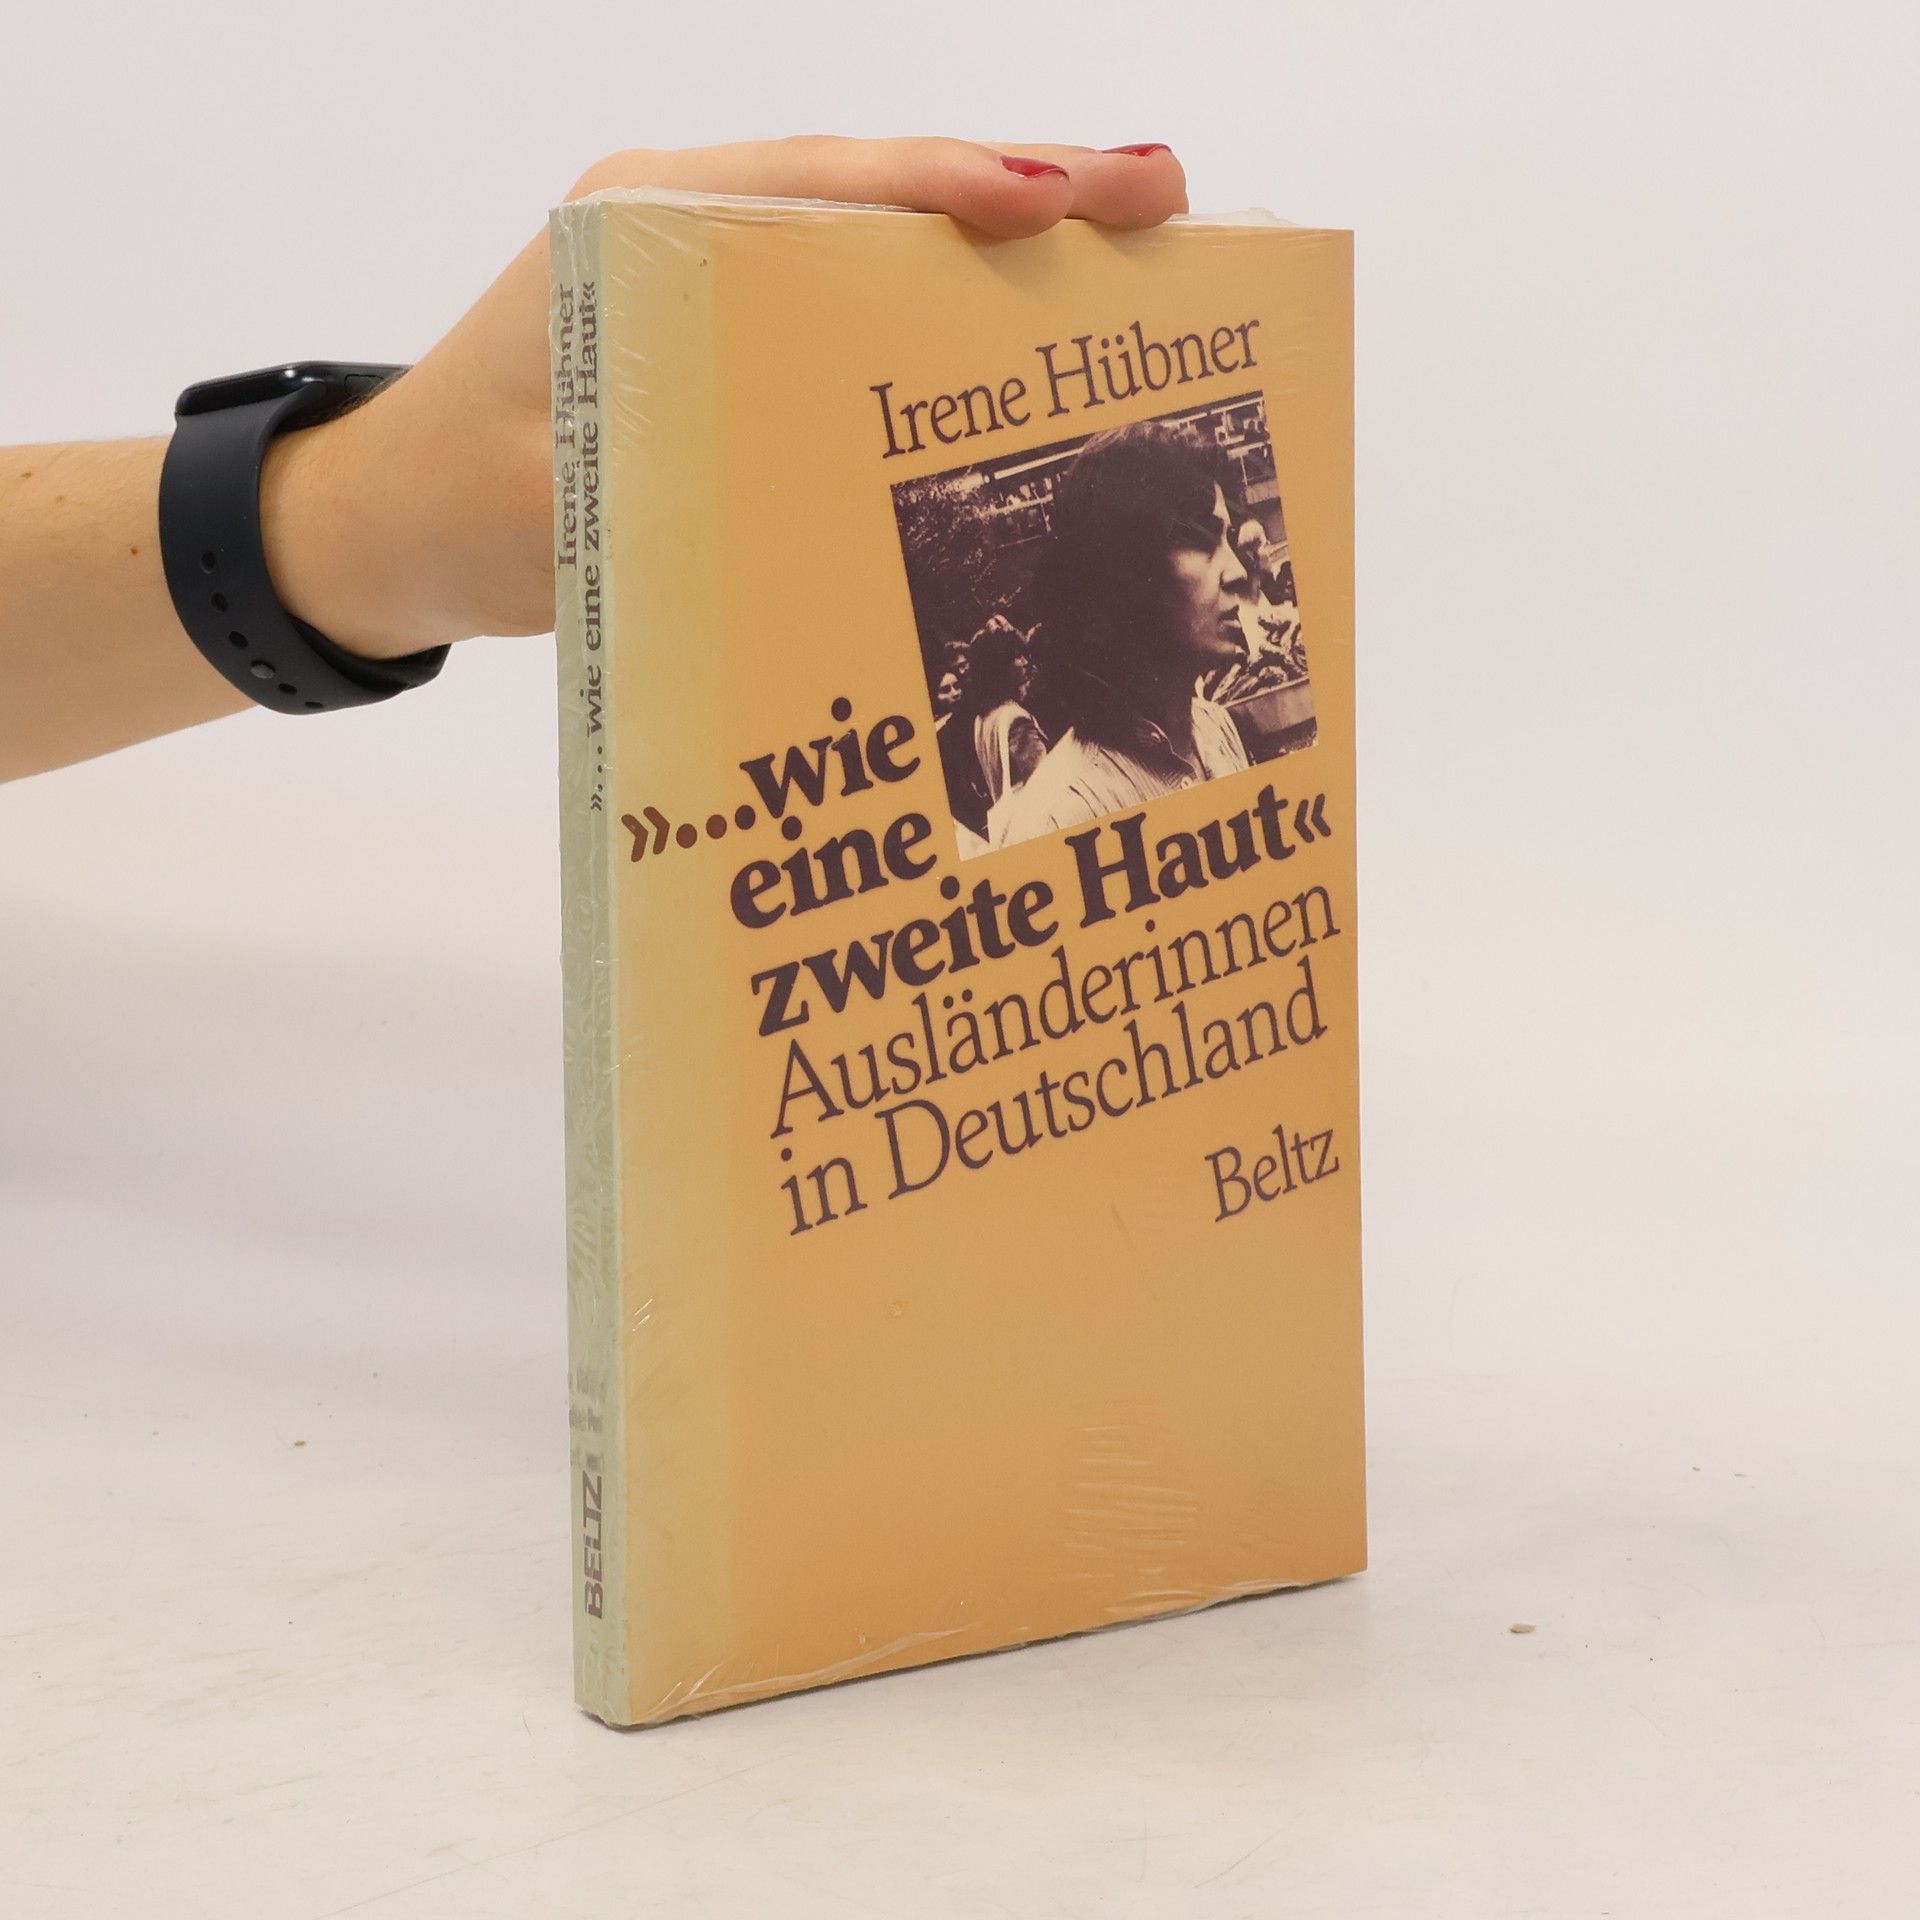 Irene Hübner
»...wie eine zweite Haut«
BELTZ
Irene Hübner
»...wie
eine
zweite Haut«
Ausländerinnen
in Deutschland
Beltz